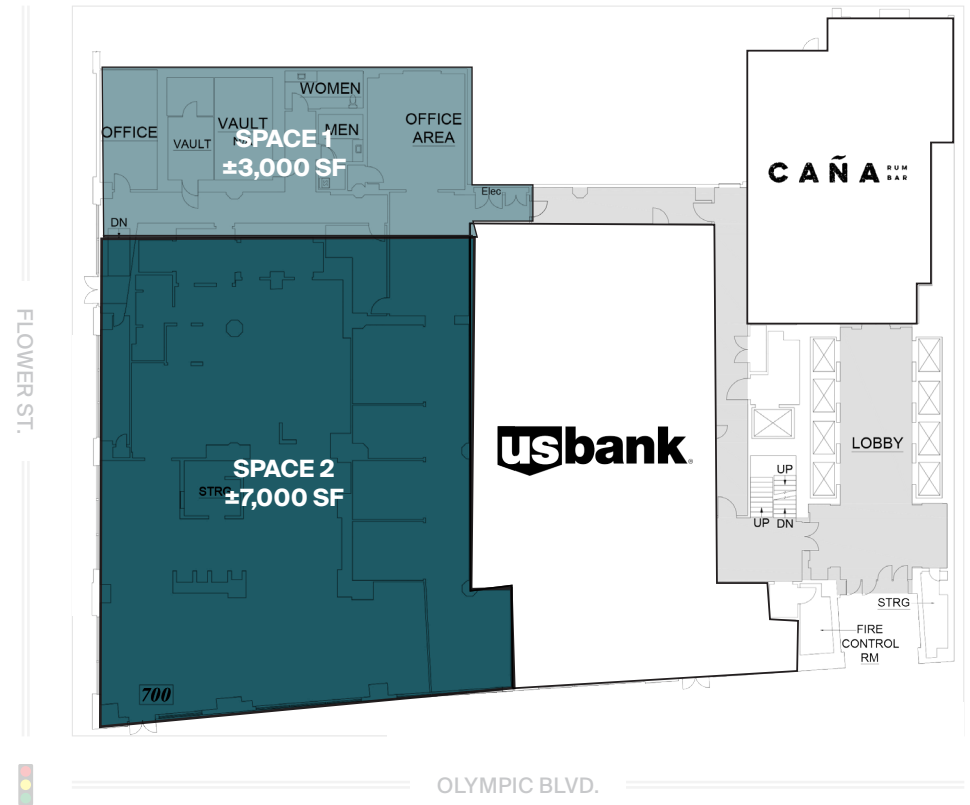 WOMEN
OFFICE
VAULT
VAULT
MEN
OFFICE
AREA
SPACE 1
±3,000 SF
Elec
DN
CAÑA RUM
BAR
FLOWER ST.
SPACE 2
±7,000 SF
STRG
usbank
LOBBY
UP
UP DN
STRG
FIRE
CONTROL
RM
700
OLYMPIC BLVD.